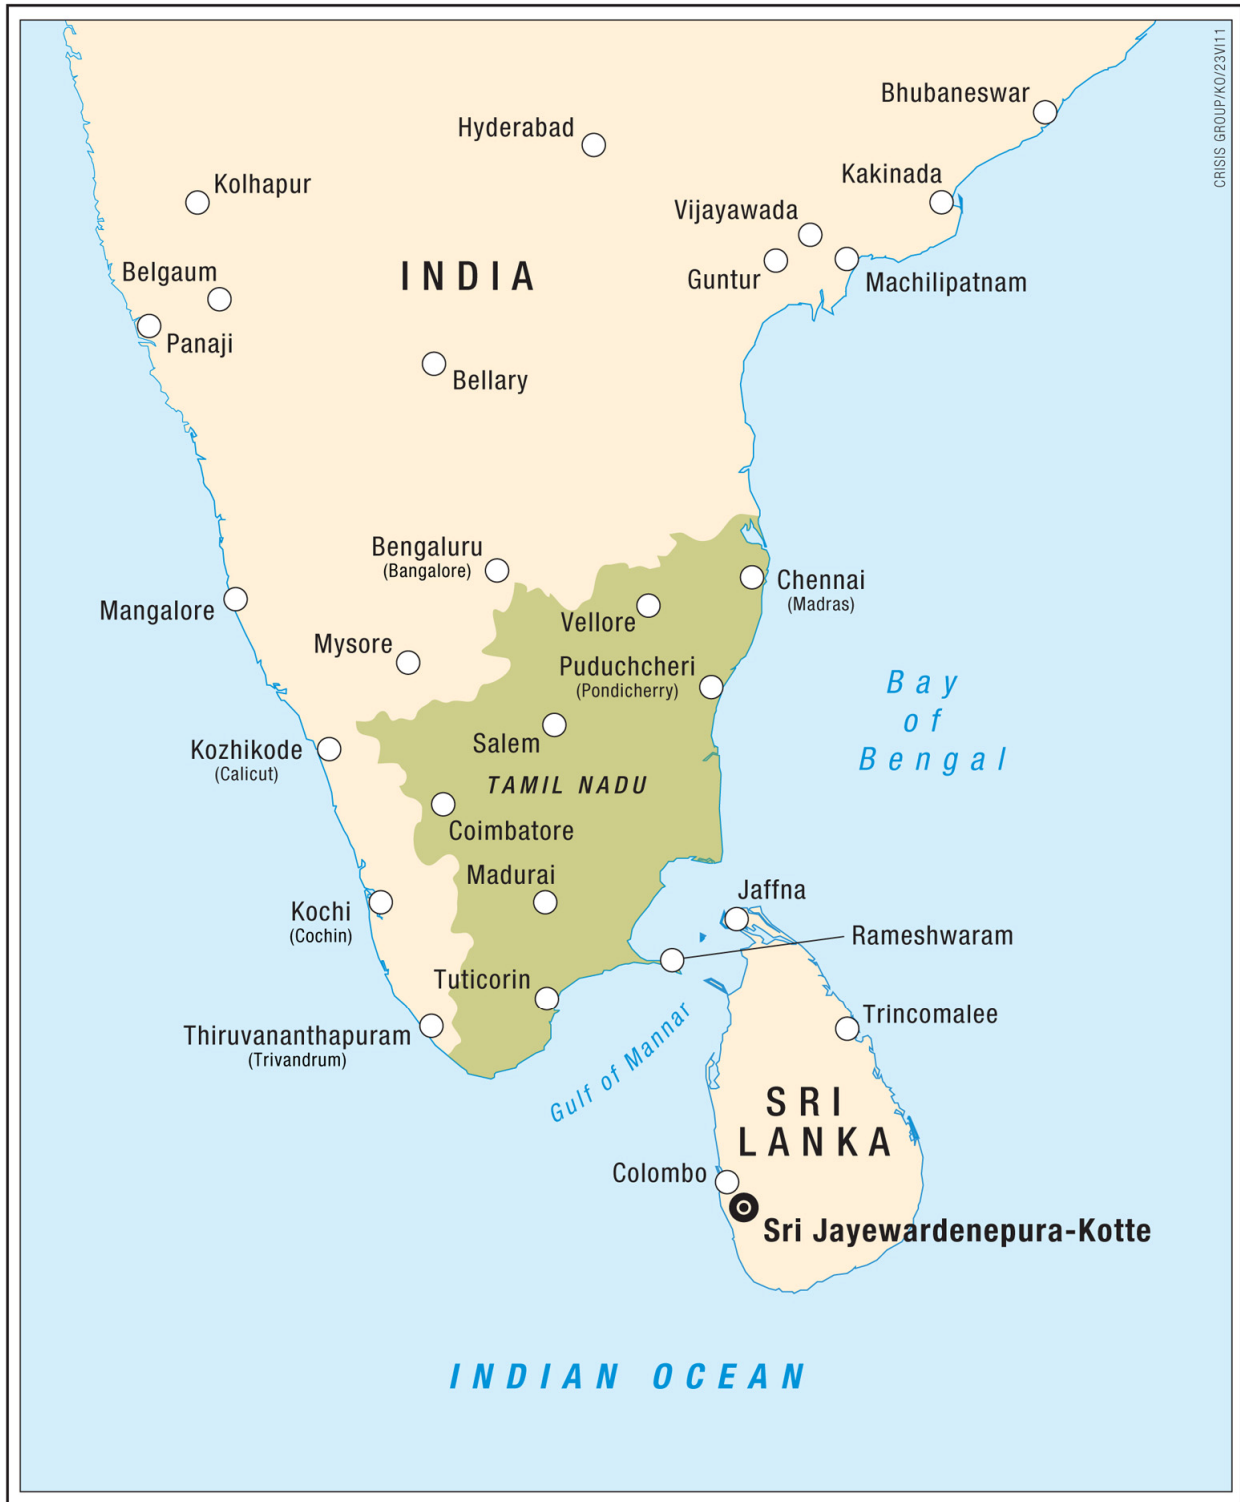 CRISIS GROUP/KO/23VI11
Bhubaneswar
Hyderabad
Kakinada
Kolhapur
Vijayawada
Belgaum
INDIA
Guntur
Machilipatnam
Panaji
Bellary
Bengaluru
(Bangalore)
Chennai
(Madras)
Mangalore
Vellore
Mysore
Puduchcheri
(Pondicherry)
Bay
of
Bengal
Kozhikode
(Calicut)
Salem
TAMIL NADU
Coimbatore
Madurai
Jaffna
Kochi
(Cochin)
Rameshwaram
Tuticorin
Trincomalee
Thiruvananthapuram
(Trivandrum)
Gulf of Mannar
SRI
LANKA
Colombo
Sri Jayewardenepura-Kotte
INDIAN OCEAN